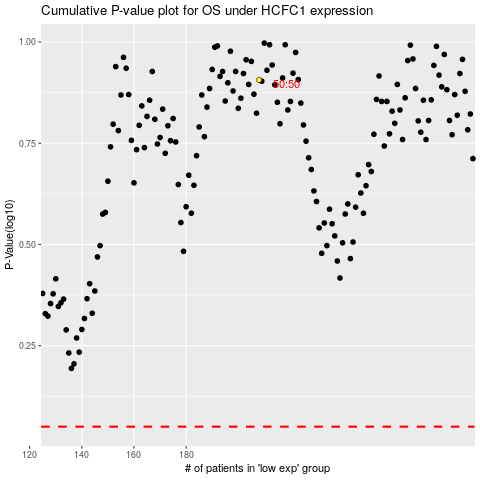 Cumulative P-value plot for OS under HCFC1 expression
P-Value(log10)
1.00
0.75
0.50
0.25
50:50
120 140 160 180
# of patients in 'low exp' group